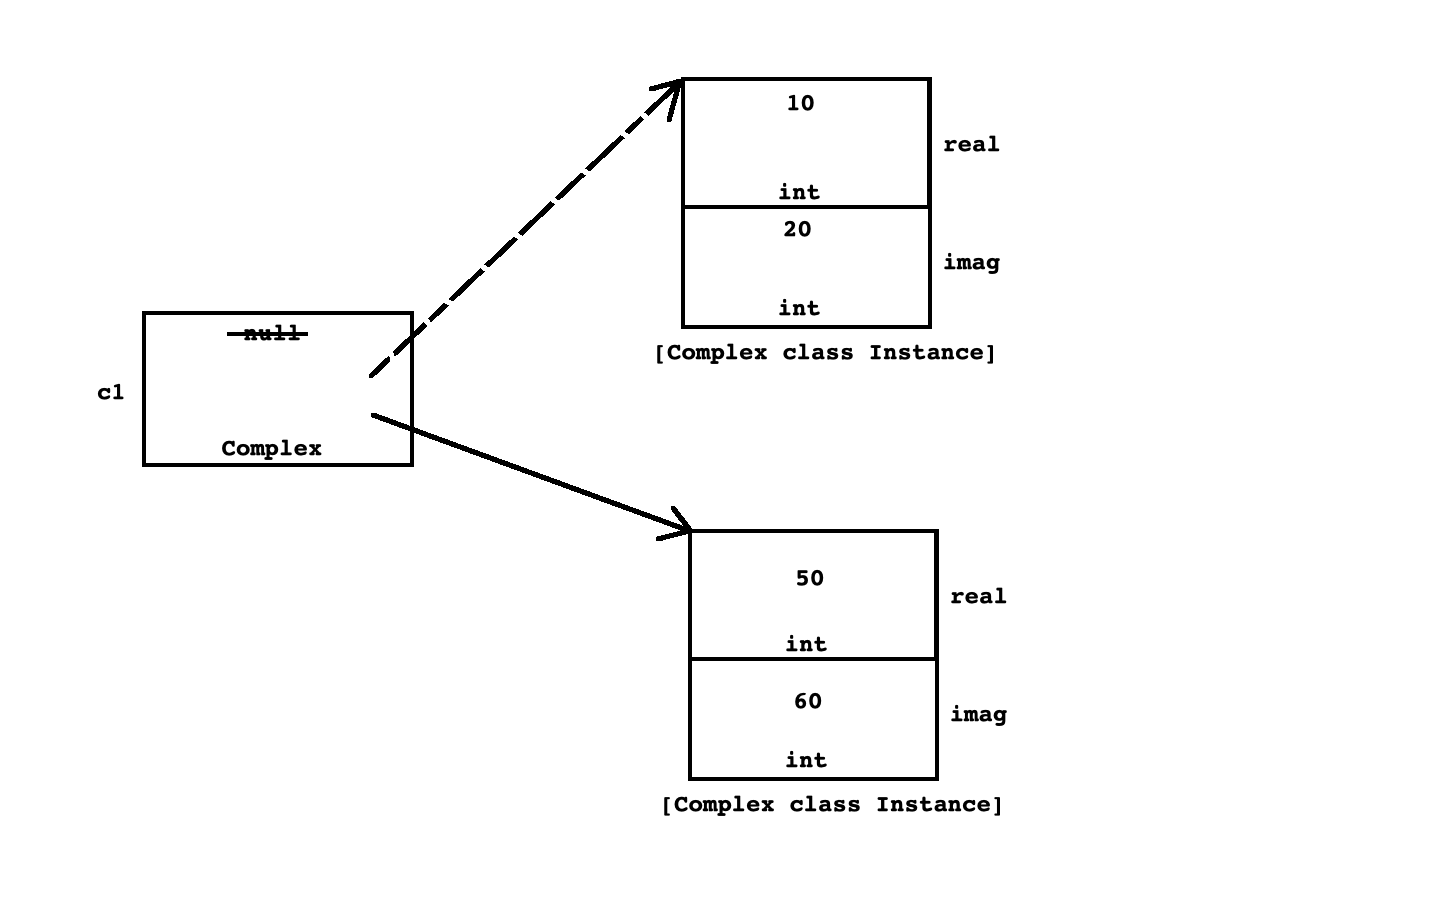 10
real
int
20
imag
int
[Complex class Instance]
null
c1
Complex
50
real
int
60
imag
int
[Complex class Instance]